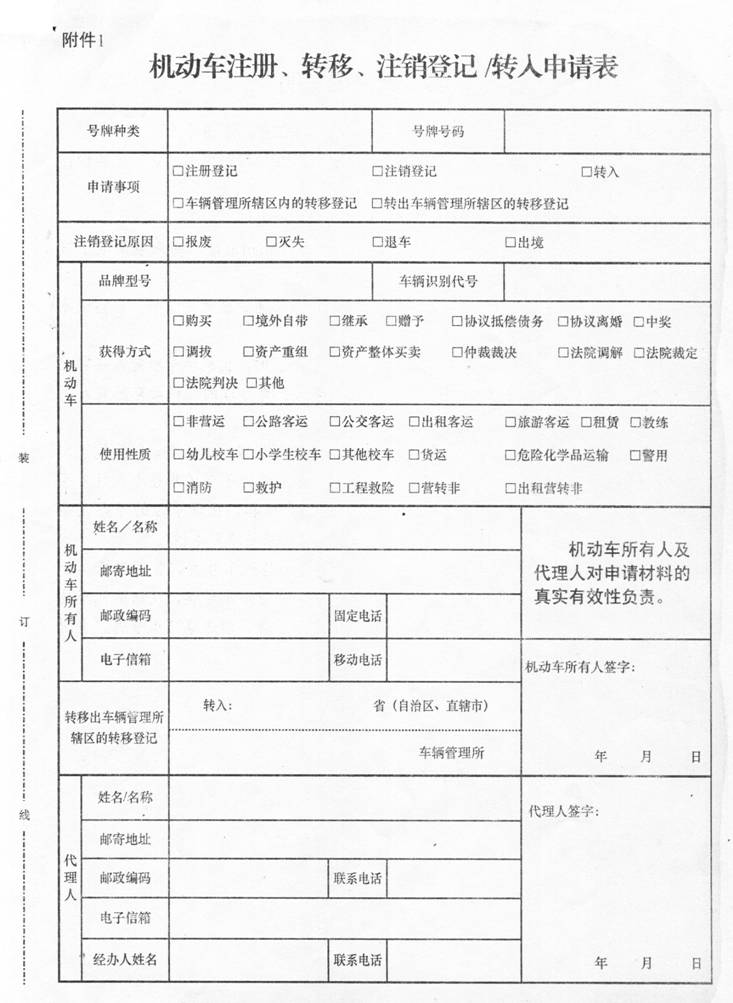 附件1
机动车注册、转移、注销登记/转入申请表
号牌种类 号牌号码
申请事项 □注册登记 □注销登记 □转入
□车辆管理所辖区内的转移登记 □转出车辆管理所辖区的转移登记
注销登记原因 □报废 □灭失 □退车 □出境
机动车
品牌型号 车辆识别代号
获得方式 □购买 □境外自带 □继承 □赠予 □协议抵偿债务 □协议离婚 □中奖
□调拨 □资产重组 □资产整体买卖 □仲裁裁决 □法院调解 □法院裁定
□法院判决 □其他
使用性质 □非营运 □公路客运 □公交客运 □出租客运 □旅游客运 □租赁 □教练
□幼儿校车 □小学生校车 □其他校车 □货运 □危险化学品运输 □警用
□消防 □救护 □工程救险 □营转非 □出租营转非
机动车所有人
姓名／名称
邮寄地址
邮政编码 固定电话
电子信箱 移动电话
机动车所有人及
代理人对申请材料的
真实有效性负责。
机动车所有人签字：
年 月 日
转移出车辆管理所
辖区的转移登记
转入： 省（自治区、直辖市）
车辆管理所
代理人
姓名/名称
邮寄地址
邮政编码 联系电话
电子信箱
经办人姓名 联系电话
代理人签字：
年 月 日
装
订
线